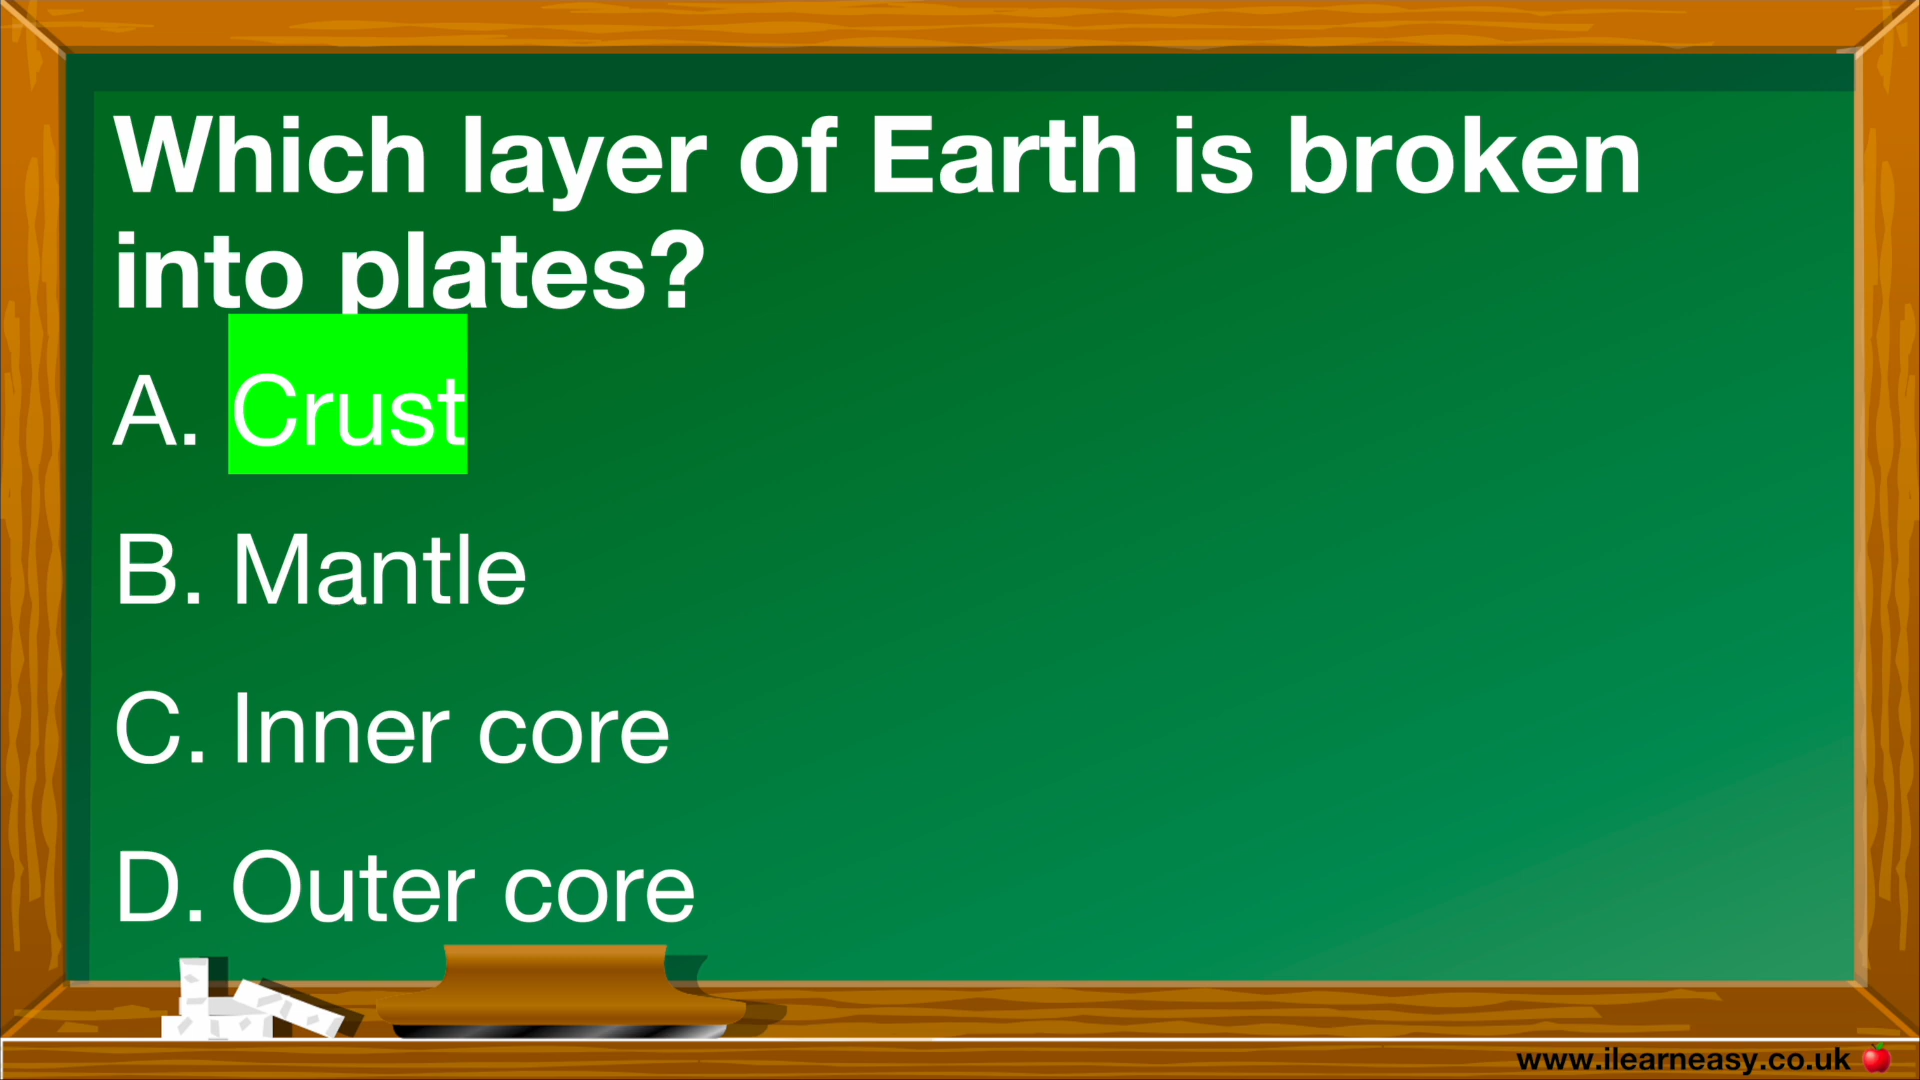 Which layer of Earth is broken
into plates?
A. Crust
B. Mantle
C. Inner core
D. Outer core
www.ilearneasy.co.uk